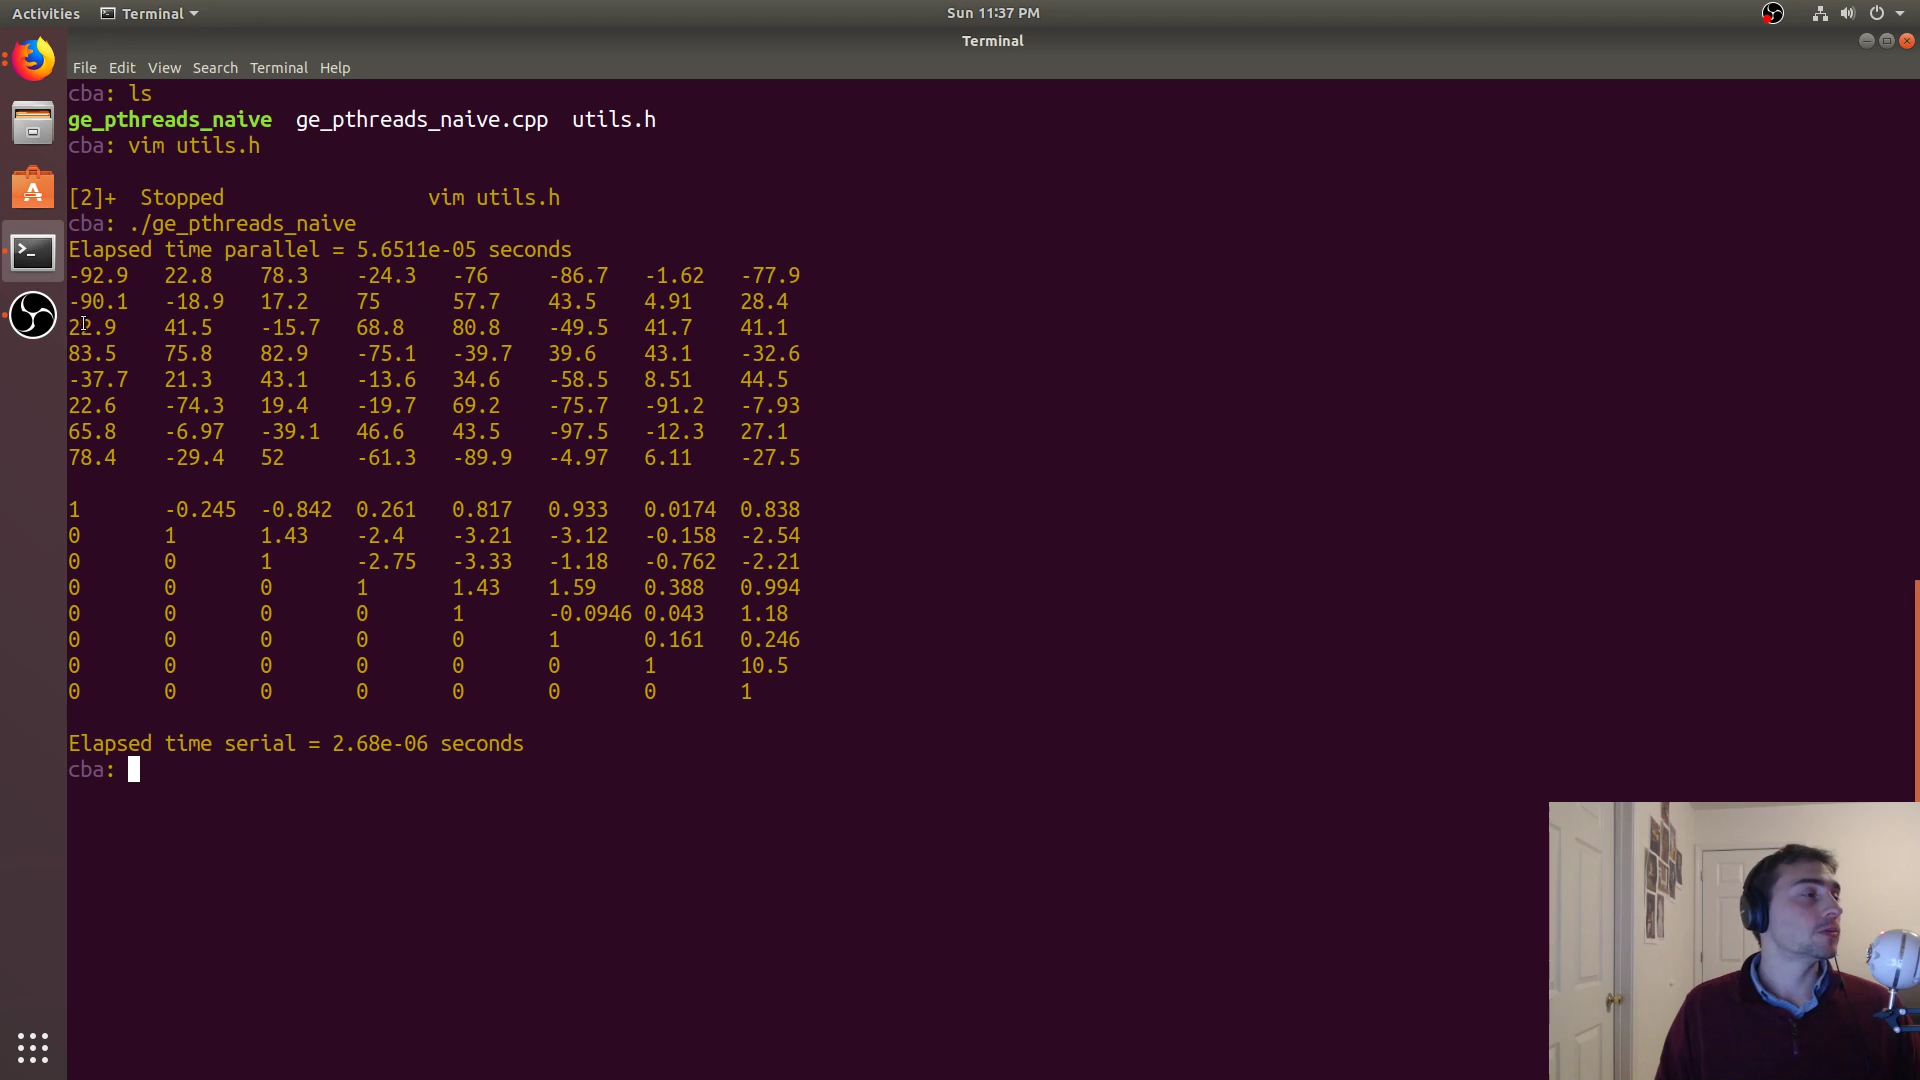 Activities Terminal Sun 11:37 PM
Terminal
File Edit View Search Terminal Help
cba: ls
ge_pthreads_naive ge_pthreads_naive.cpp utils.h
cba: vim utils.h
[2]+ Stopped vim utils.h
cba: ./ge_pthreads_naive
Elapsed time parallel = 5.6511e-05 seconds
-92.9 22.8 78.3 -24.3 -76 -86.7 -1.62 -77.9
-90.1 -18.9 17.2 75 57.7 43.5 4.91 28.4
22.9 41.5 -15.7 68.8 80.8 -49.5 41.7 41.1
83.5 75.8 82.9 -75.1 -39.7 39.6 43.1 -32.6
-37.7 21.3 43.1 -13.6 34.6 -58.5 8.51 44.5
22.6 -74.3 19.4 -19.7 69.2 -75.7 -91.2 -7.93
65.8 -6.97 -39.1 46.6 43.5 -97.5 -12.3 27.1
78.4 -29.4 52 -61.3 -89.9 -4.97 6.11 -27.5
1 -0.245 -0.842 0.261 0.817 0.933 0.0174 0.838
0 1 1.43 -2.4 -3.21 -3.12 -0.158 -2.54
0 0 1 -2.75 -3.33 -1.18 -0.762 -2.21
0 0 0 1 1.43 1.59 0.388 0.994
0 0 0 0 1 -0.0946 0.043 1.18
0 0 0 0 0 1 0.161 0.246
0 0 0 0 0 0 1 10.5
0 0 0 0 0 0 0 1
Elapsed time serial = 2.68e-06 seconds
cba: